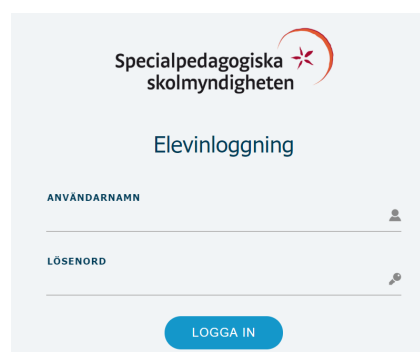 Specialpedagogiska
skolmyndigheten
Elevinloggning
ANVÄNDARNAMN
LÖSENORD
LOGGA IN